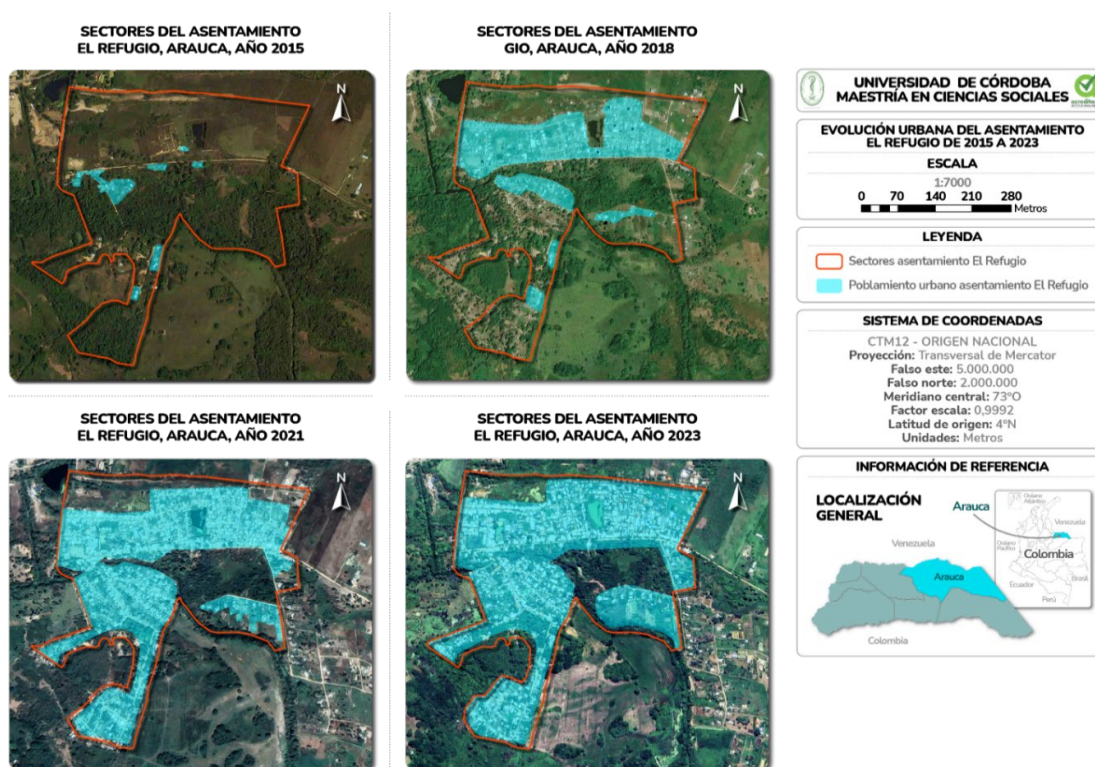 SECTORES DEL ASENTAMIENTO
EL REFUGIO, ARAUCA, AÑO 2015
N
SECTORES DEL ASENTAMIENTO
GIO, ARAUCA, AÑO 2018
N
SECTORES DEL ASENTAMIENTO
EL REFUGIO, ARAUCA, AÑO 2021
N
SECTORES DEL ASENTAMIENTO
EL REFUGIO, ARAUCA, AÑO 2023
N
UNIVERSIDAD DE CÓRDOBA
MAESTRÍA EN CIENCIAS SOCIALES
EVOLUCIÓN URBANA DEL ASENTAMIENTO
EL REFUGIO DE 2015 A 2023
ESCALA
1:7000
0 70 140 210 280
Metros
LEYENDA
Sectores asentamiento El Refugio
Poblamiento urbano asentamiento El Refugio
SISTEMA DE COORDENADAS
CTM12 - ORIGEN NACIONAL
Proyección: Transversal de Mercator
Falso este: 5.000.000
Falso norte: 2.000.000
Meridiano central: 73°O
Factor escala: 0,9992
Latitud de origen: 4°N
Unidades: Metros
INFORMACIÓN DE REFERENCIA
LOCALIZACIÓN
GENERAL
Arauca
Océano
Atlántico
Venezuela
Océano
Pacífico
Colombia
Brasil
Ecuador
Perú
Venezuela
Arauca
Colombia